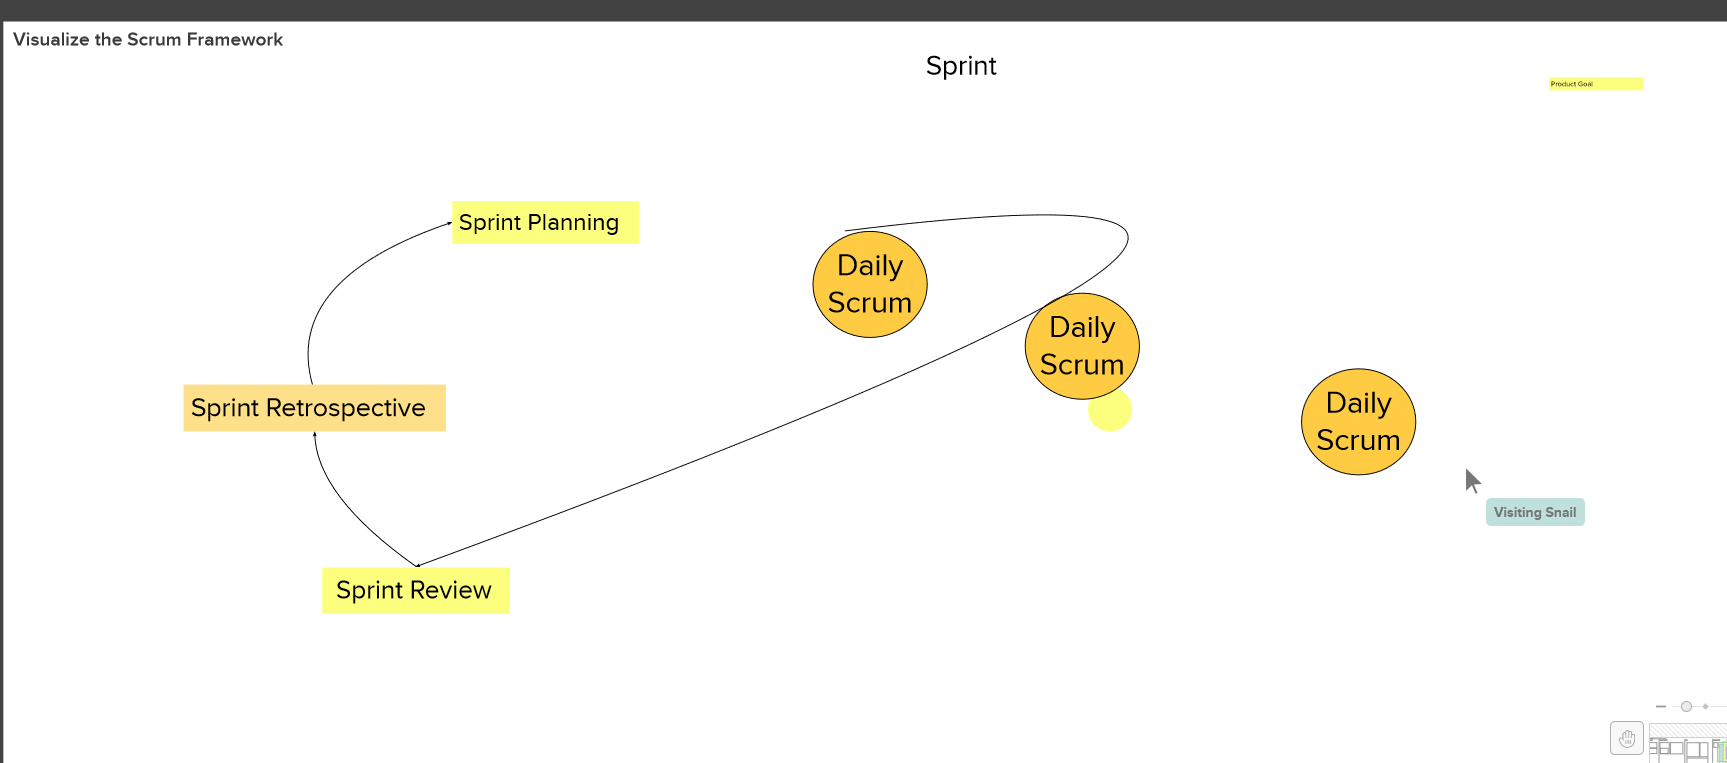 Visualize the Scrum Framework
Sprint
Product Goal
Sprint Planning
Daily
Scrum
Daily
Scrum
Daily
Scrum
Sprint Retrospective
Visiting Snail
Sprint Review